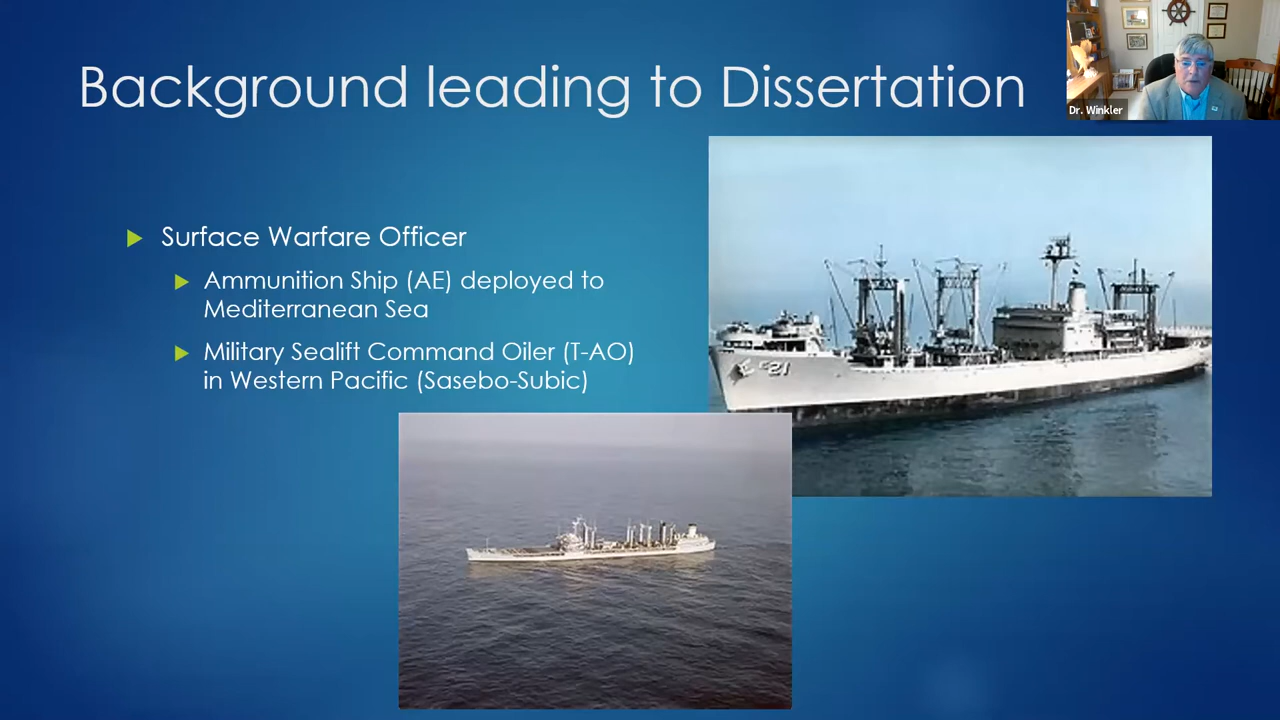 Background leading to Dissertation
Dr. Winkler
Surface Warfare Officer
Ammunition Ship (AE) deployed to
Mediterranean Sea
Military Sealift Command Oiler (T-AO)
in Western Pacific (Sasebo-Subic)
21